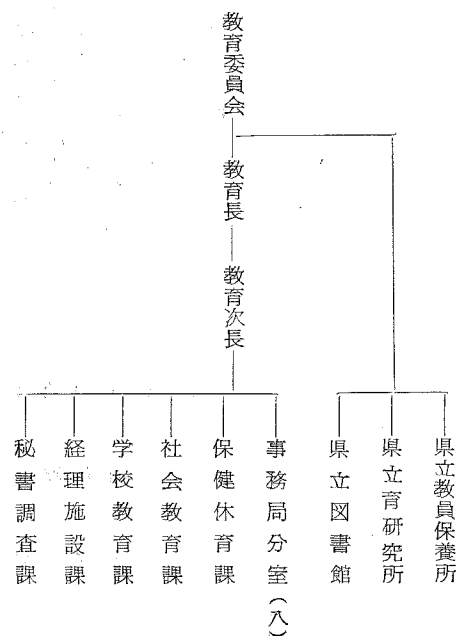 教育委員会
教育長
教育次長
県立教員保養所
県立育研究所
県立図書館
事務局分室(八)
保健休育課
社会教育課
学校教育課
経理施設課
秘書調査課